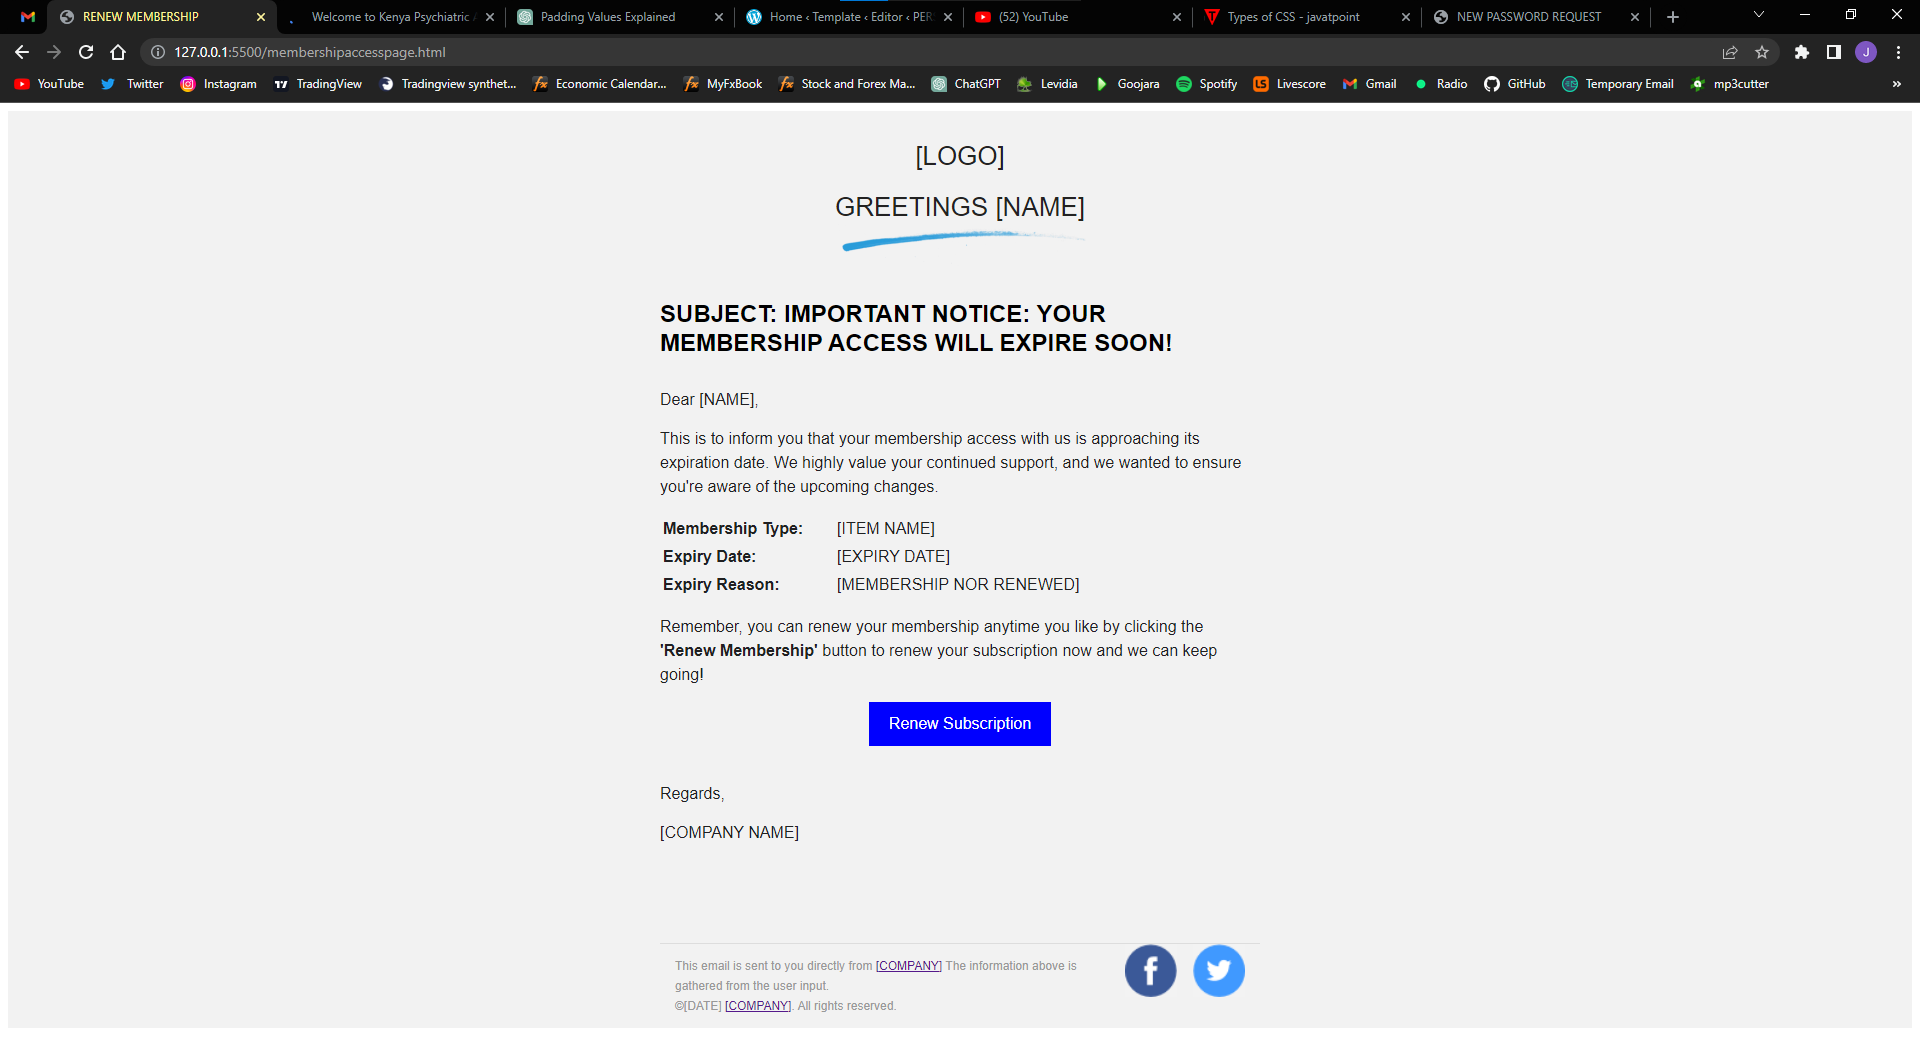 RENEW MEMBERSHIP
Welcome to Kenya Psychiatric
Padding Values Explained
Home ‹ Template ‹ Editor ‹ PER
(52) YouTube
Types of CSS - javatpoint
NEW PASSWORD REQUEST
127.0.0.1:5500/membershipaccesspage.html
J
YouTube
Twitter
Instagram
TradingView
Tradingview synthet...
Economic Calendar...
MyFxBook
Stock and Forex Ma...
ChatGPT
Levidia
Goojara
Spotify
Livescore
Gmail
Radio
GitHub
Temporary Email
mp3cutter
[LOGO]
GREETINGS [NAME]
SUBJECT: IMPORTANT NOTICE: YOUR
MEMBERSHIP ACCESS WILL EXPIRE SOON!
Dear [NAME],
This is to inform you that your membership access with us is approaching its
expiration date. We highly value your continued support, and we wanted to ensure
you're aware of the upcoming changes.
Membership Type: [ITEM NAME]
Expiry Date: [EXPIRY DATE]
Expiry Reason: [MEMBERSHIP NOR RENEWED]
Remember, you can renew your membership anytime you like by clicking the
'Renew Membership' button to renew your subscription now and we can keep
going!
Renew Subscription
Regards,
[COMPANY NAME]
This email is sent to you directly from [COMPANY] The information above is
gathered from the user input.
©[DATE] [COMPANY]. All rights reserved.